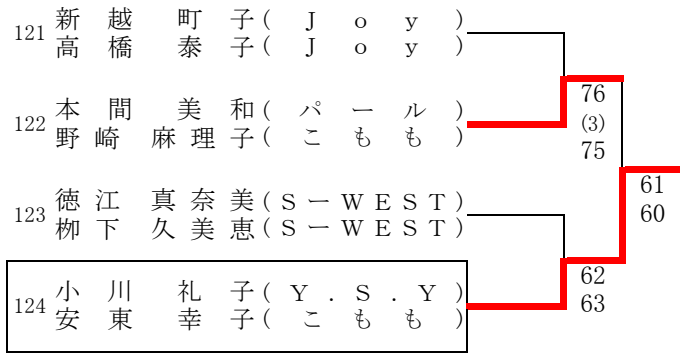 121 新越 町子(Joy)
高橋 泰子(Joy)
122 本間 美和(パール)
野崎 麻理子(こもも)
76
(3)
75
61
60
123 徳江 真奈美(S－WEST)
栁下 久美恵(S－WEST)
62
63
124 小川 礼子(Y.S.Y)
安東 幸子(こもも)